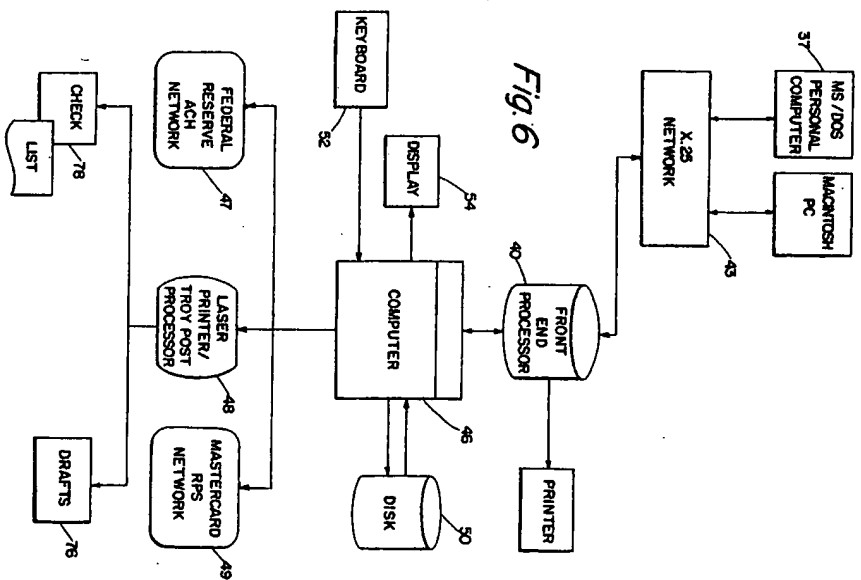 MS/DOS
PERSONAL
COMPUTER
37
MACINTOSH
PC
X.25
NETWORK
43
Fig. 6
40
FRONT
END
PROCESSOR
PRINTER
KEYBOARD
52
DISPLAY
54
COMPUTER
46
DISK
50
FEDERAL
RESERVE
ACH
NETWORK
47
LASER
PRINTER/
TROY POST
PROCESSOR
48
MASTERCARD
RPS
NETWORK
49
CHECK
78
LIST
DRAFTS
76